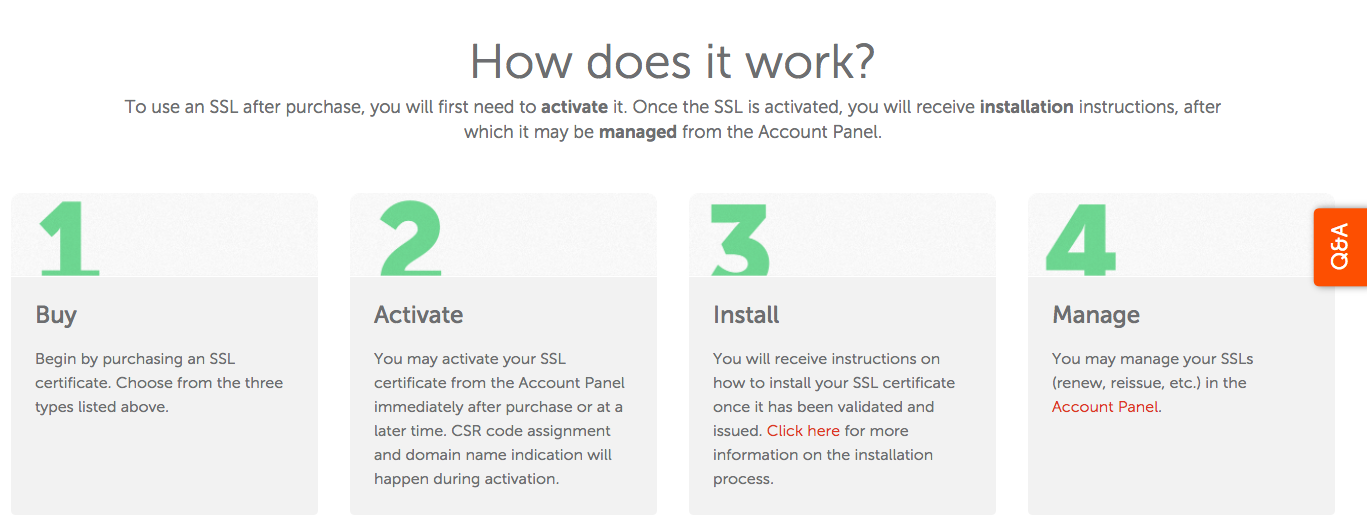 How does it work?
To use an SSL after purchase, you will first need to activate it. Once the SSL is activated, you will receive installation instructions, after
which it may be managed from the Account Panel.
1
Buy
Begin by purchasing an SSL
certificate. Choose from the three
types listed above.
2
Activate
You may activate your SSL
certificate from the Account Panel
immediately after purchase or at a
later time. CSR code assignment
and domain name indication will
happen during activation.
3
Install
You will receive instructions on
how to install your SSL certificate
once it has been validated and
issued. Click here for more
information on the installation
process.
4
Manage
You may manage your SSLs
(renew, reissue, etc.) in the
Account Panel.
Q&A